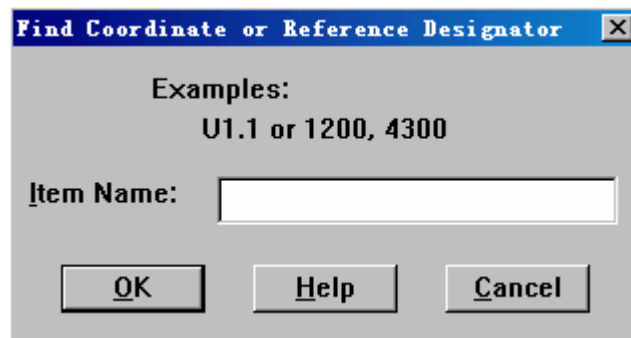 Find Coordinate or Reference Designator
Examples:
U1.1 or 1200, 4300
Item Name:
OK
Help
Cancel